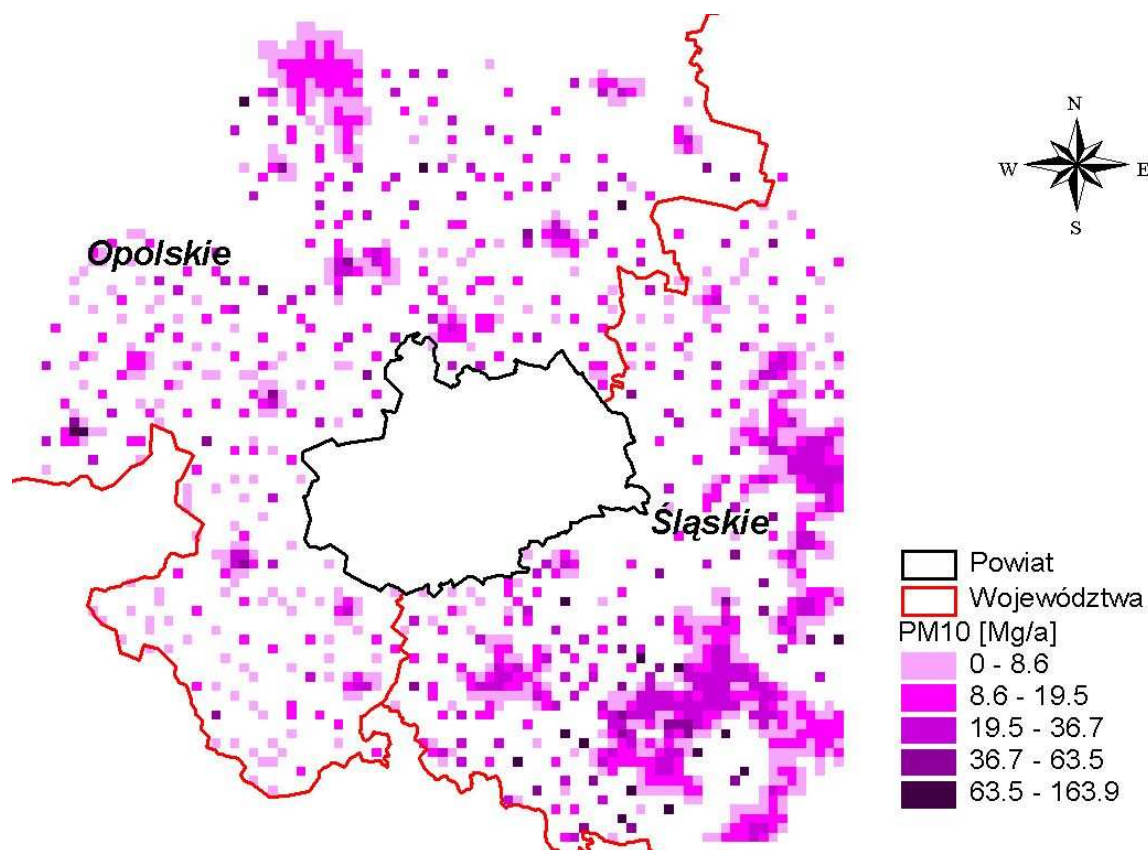 N
W E
S
Opolskie
Śląskie
Powiat
Województwa
PM10 [Mg/a]
0 - 8.6
8.6 - 19.5
19.5 - 36.7
36.7 - 63.5
63.5 - 163.9